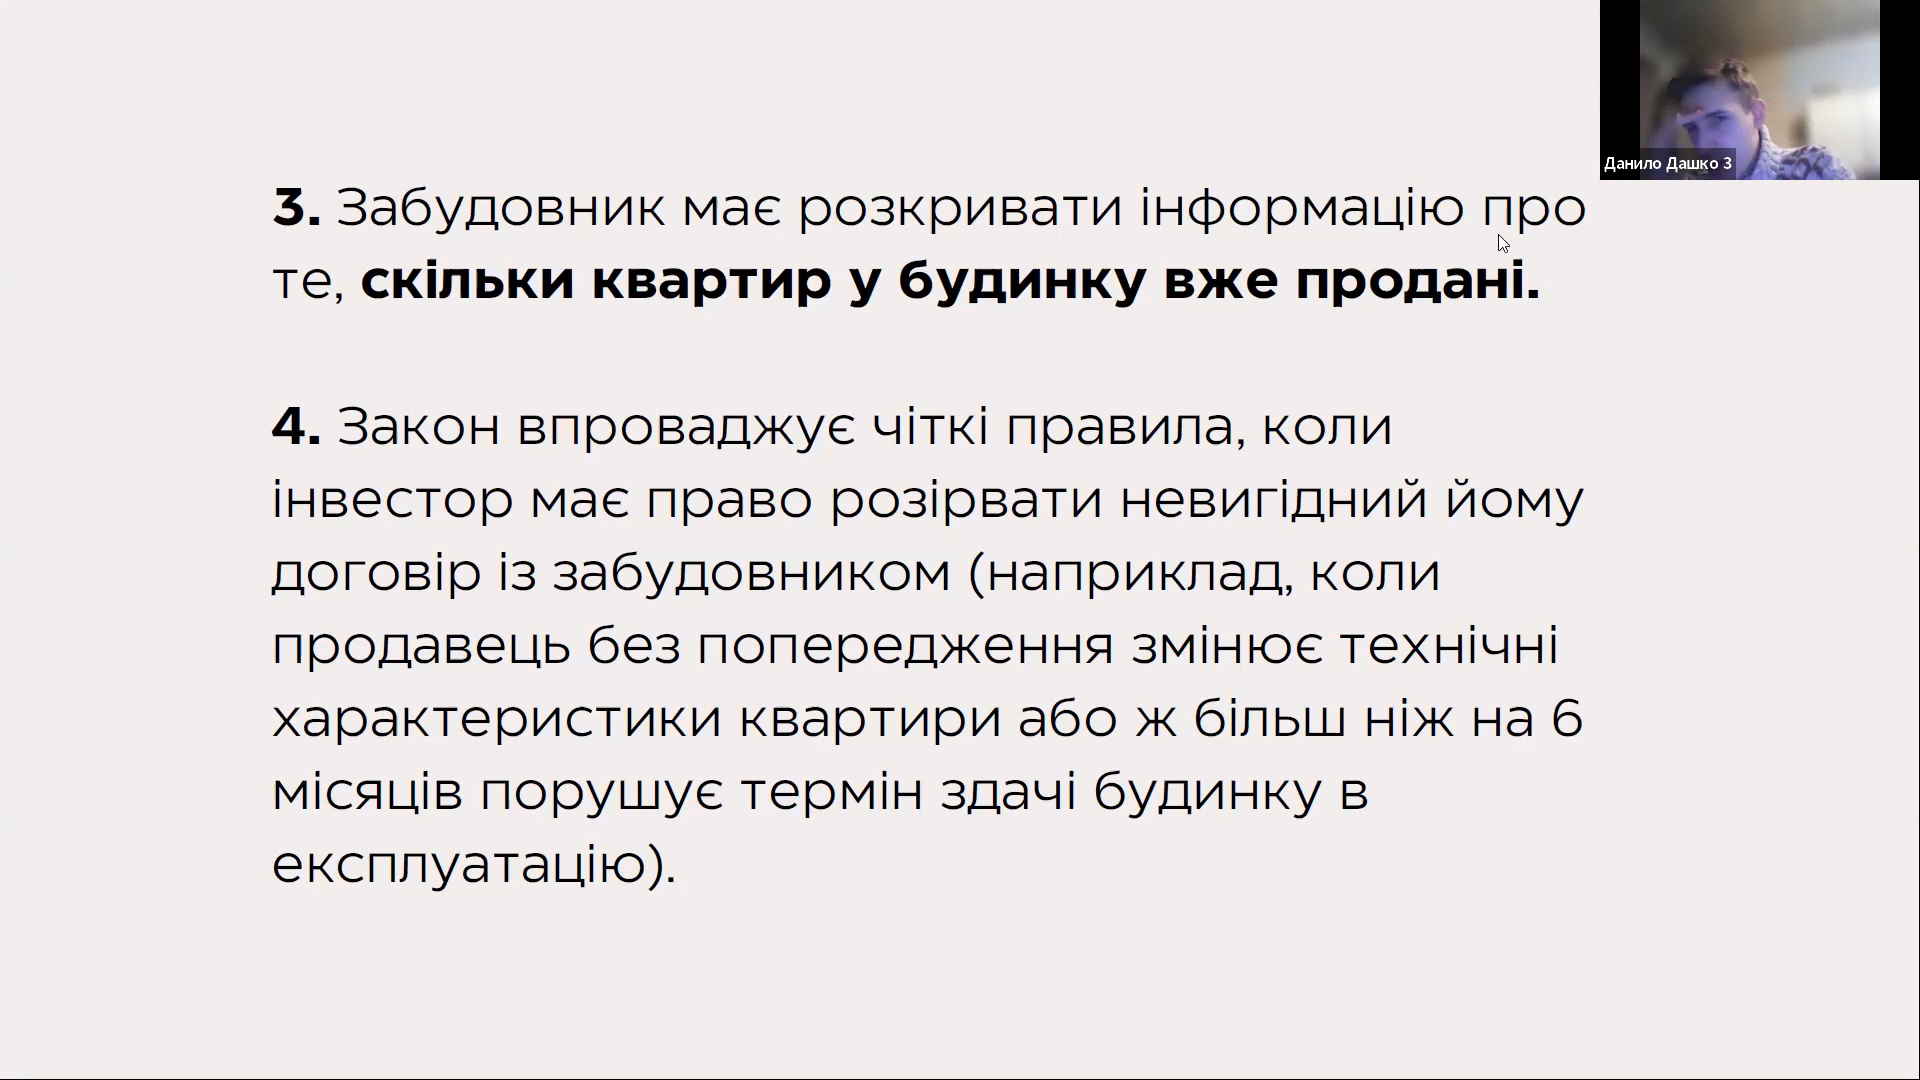 Данило Дашко 3
3. Забудовник має розкривати інформацію про
те, скільки квартир у будинку вже продані.
4. Закон впроваджує чіткі правила, коли
інвестор має право розірвати невигідний йому
договір із забудовником (наприклад, коли
продавець без попередження змінює технічні
характеристики квартири або ж більш ніж на 6
місяців порушує термін здачі будинку в
експлуатацію).